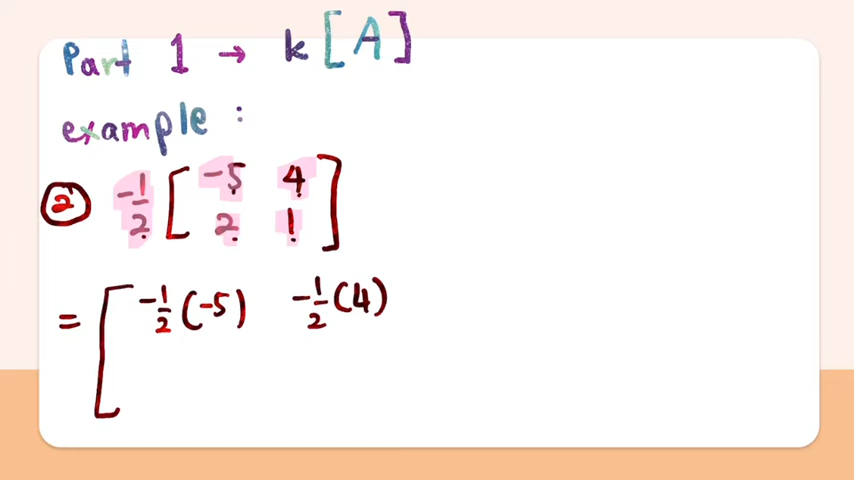 Part 1 → k [A]
example :
② -1/2 [ -5 4
2 1 ]
= [ -1/2 (-5) -1/2 (4)